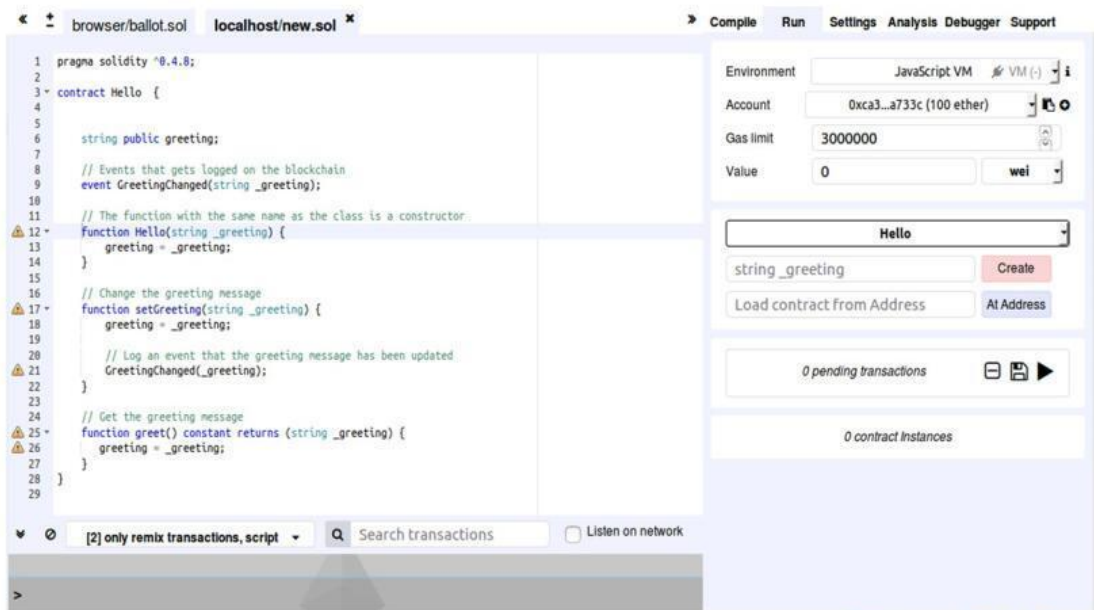 browser/ballot.sol localhost/new.sol
Compile Run Settings Analysis Debugger Support
1 pragma solidity ^0.4.8;
2
3 contract Hello {
4
5
6 string public greeting;
7
8 // Events that gets logged on the blockchain
9 event GreetingChanged(string _greeting);
10
11 // The function with the same name as the class is a constructor
12 function Hello(string _greeting) {
13 greeting = _greeting;
14 }
15
16 // Change the greeting message
17 function setGreeting(string _greeting) {
18 greeting = _greeting;
19
20 // Log an event that the greeting message has been updated
21 GreetingChanged(_greeting);
22 }
23
24 // Get the greeting message
25 function greet() constant returns (string _greeting) {
26 greeting = _greeting;
27 }
28 }
29
[2] only remix transactions, script Search transactions Listen on network
>
Environment JavaScript VM VM (-) i
Account 0xca3...a733c (100 ether)
Gas limit 3000000
Value 0 wei
Hello
string _greeting Create
Load contract from Address At Address
0 pending transactions
0 contract Instances